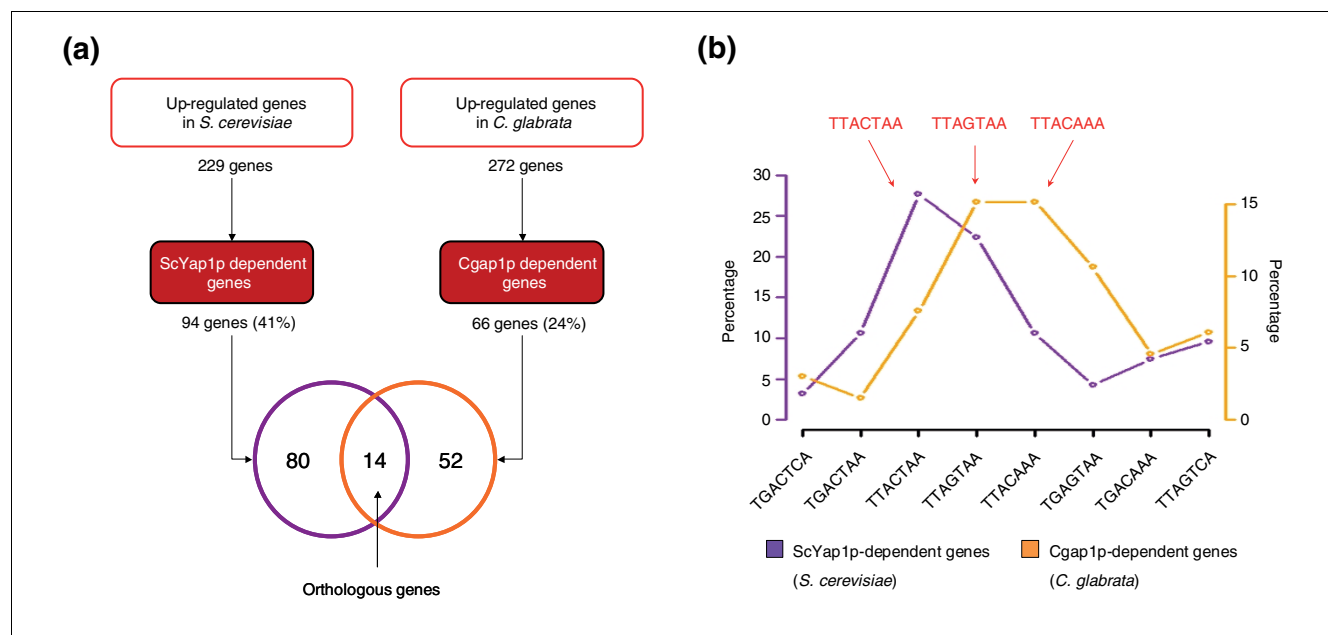 (a)
Up-regulated genes
in S. cerevisiae
Up-regulated genes
in C. glabrata
229 genes
272 genes
ScYap1p dependent
genes
Cgap1p dependent
genes
94 genes (41%)
66 genes (24%)
80
14
52
Orthologous genes
(b)
TTACTAA
TTAGTAA
TTACAAA
30
25
20
15
10
5
0
Percentage
15
10
5
0
Percentage
TGACTCA
TGACTAA
TTACTAA
TTAGTAA
TTACAAA
TGAGTAA
TGACAAA
TTAGTCA
ScYap1p-dependent genes
(S. cerevisiae)
Cgap1p-dependent genes
(C. glabrata)